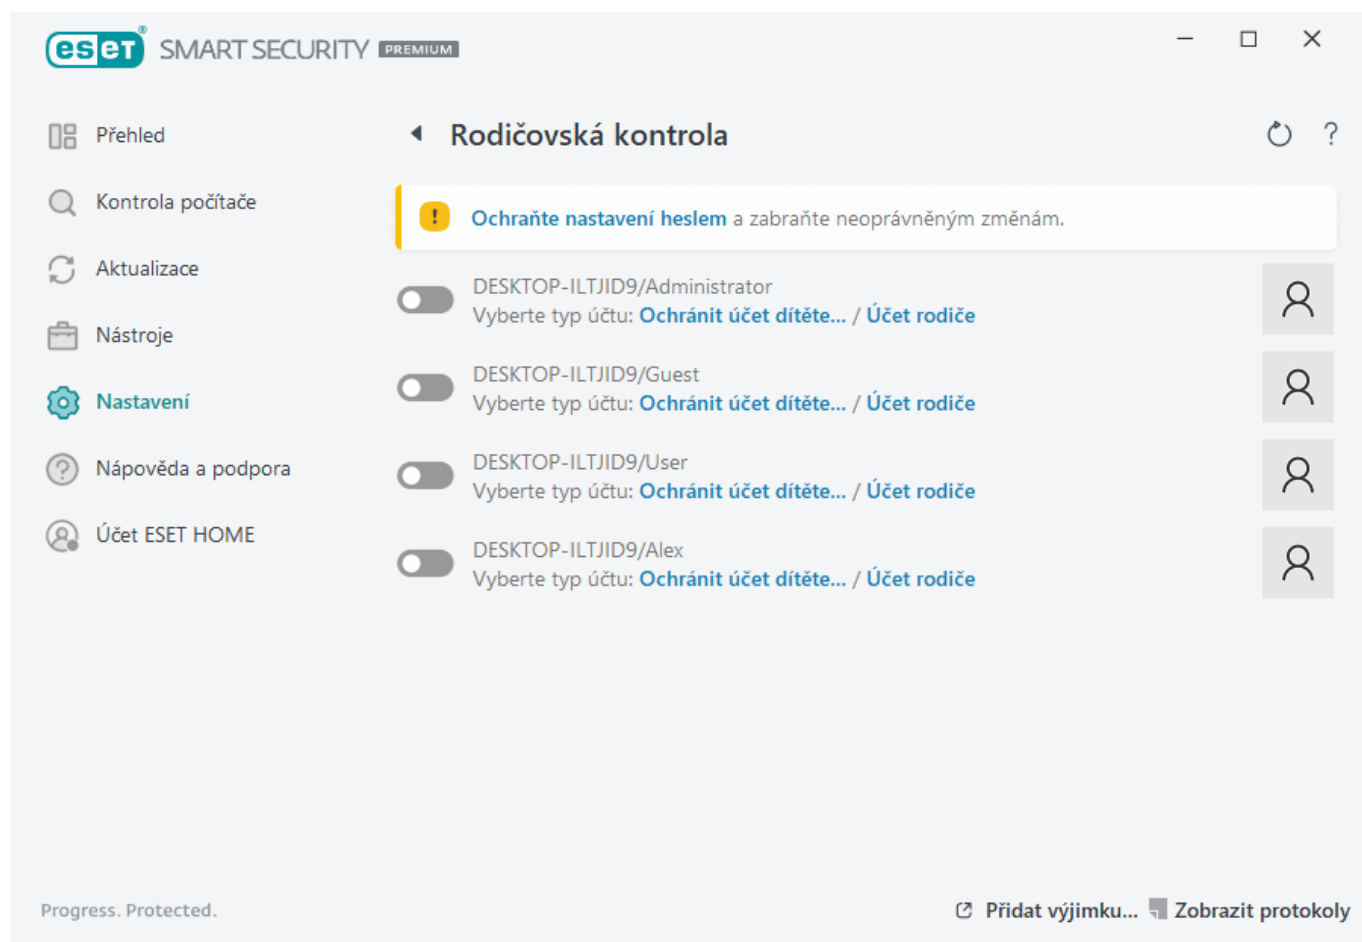 eset® SMART SECURITY PREMIUM
Přehled
Kontrola počítače
Aktualizace
Nástroje
Nastavení
Nápověda a podpora
Účet ESET HOME
Rodičovská kontrola
?
Ochraňte nastavení heslem a zabraňte neoprávněným změnám.
DESKTOP-ILTJID9/Administrator
Vyberte typ účtu: Ochránit účet dítěte... / Účet rodiče
DESKTOP-ILTJID9/Guest
Vyberte typ účtu: Ochránit účet dítěte... / Účet rodiče
DESKTOP-ILTJID9/User
Vyberte typ účtu: Ochránit účet dítěte... / Účet rodiče
DESKTOP-ILTJID9/Alex
Vyberte typ účtu: Ochránit účet dítěte... / Účet rodiče
Progress. Protected.
Přidat výjimku... Zobrazit protokoly